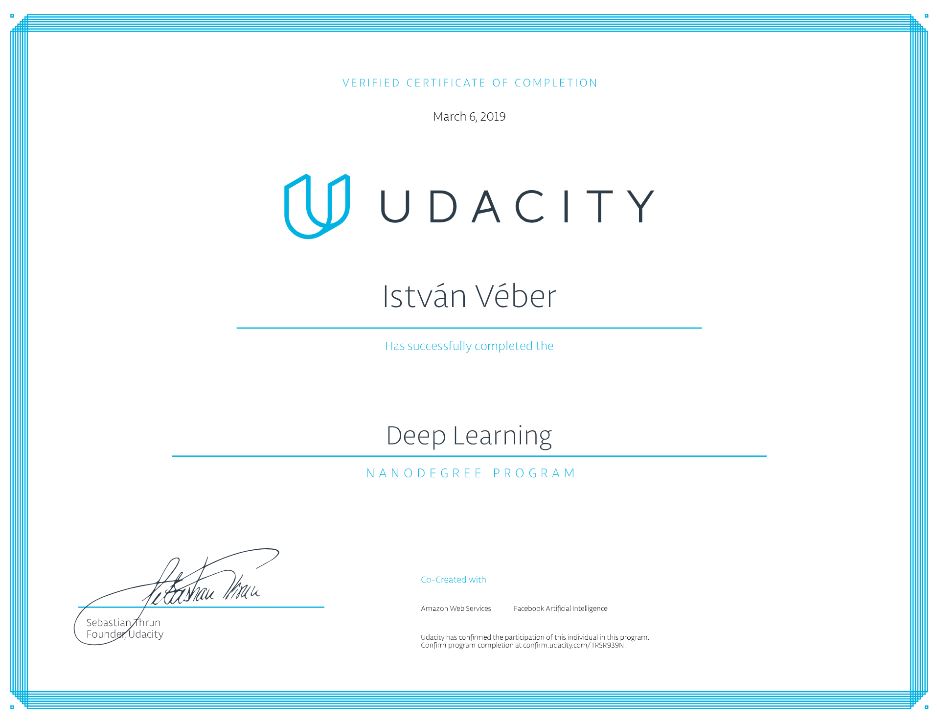 VERIFIED CERTIFICATE OF COMPLETION
March 6, 2019
UDACITY
István Véber
Has successfully completed the
Deep Learning
NANODEGREE PROGRAM
Sebastian Thrun
Sebastian Thrun
Founder, Udacity
Co-Created with
Amazon Web Services Facebook Artificial Intelligence
Udacity has confirmed the participation of this individual in this program.
Confirm program completion at confirm.udacity.com/